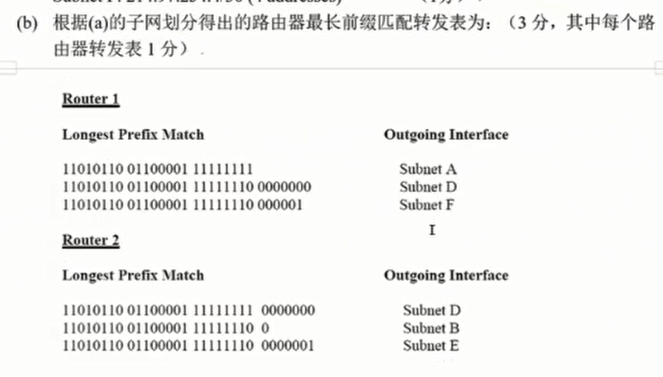 (b) 根据(a)的子网划分得出的路由器最长前缀匹配转发表为：（3 分，其中每个路
由器转发表 1 分）.
Router 1
Longest Prefix Match Outgoing Interface
11010110 01100001 11111111 Subnet A
11010110 01100001 11111110 0000000 Subnet D
11010110 01100001 11111110 000001 Subnet F
Router 2
Longest Prefix Match Outgoing Interface
11010110 01100001 11111111 0000000 Subnet D
11010110 01100001 11111110 0 Subnet B
11010110 01100001 11111110 0000001 Subnet E